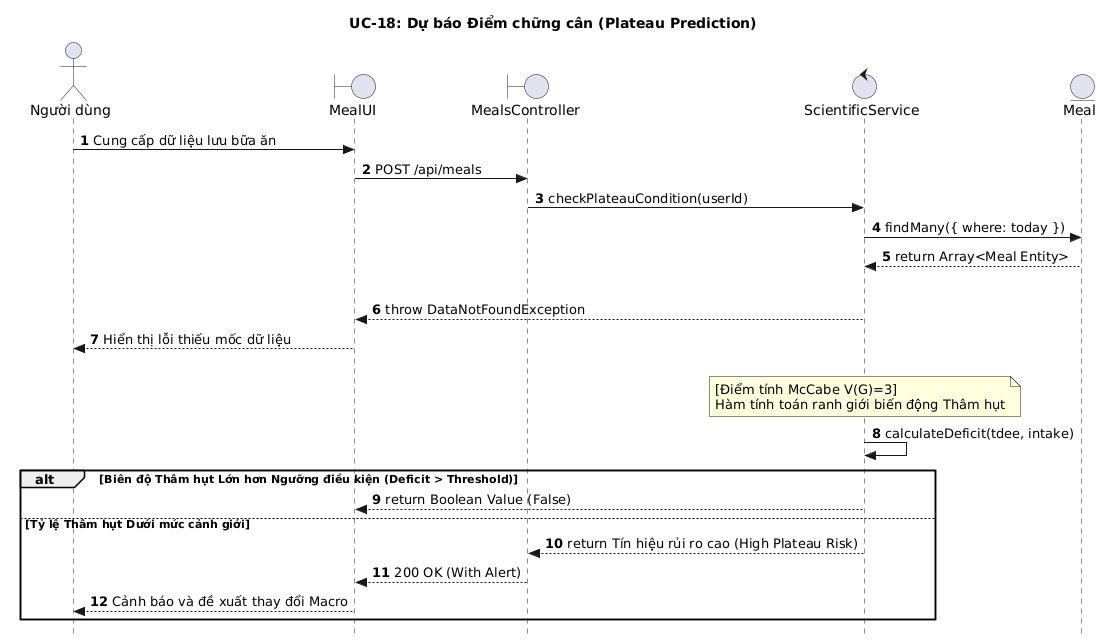 UC-18: Dự báo Điểm chững cân (Plateau Prediction)
Người dùng
MealUI
MealsController
ScientificService
Meal
1 Cung cấp dữ liệu lưu bữa ăn
2 POST /api/meals
3 checkPlateauCondition(userId)
4 findMany({ where: today })
5 return Array<Meal Entity>
6 throw DataNotFoundException
7 Hiển thị lỗi thiếu mốc dữ liệu
[Điểm tính McCabe V(G)=3]
Hàm tính toán ranh giới biến động Thâm hụt
8 calculateDeficit(tdee, intake)
alt [Biên độ Thâm hụt Lớn hơn Ngưỡng điều kiện (Deficit > Threshold)]
9 return Boolean Value (False)
[Tỷ lệ Thâm hụt Dưới mức cảnh giới]
10 return Tín hiệu rủi ro cao (High Plateau Risk)
11 200 OK (With Alert)
12 Cảnh báo và đề xuất thay đổi Macro